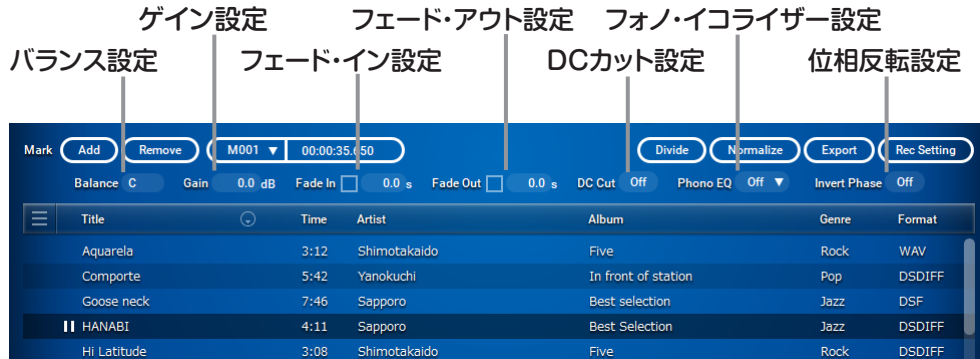 ゲイン設定 フェード・アウト設定 フォノ・イコライザー設定
バランス設定 フェード・イン設定 DCカット設定 位相反転設定
Mark Add Remove M001 ▼ 00:00:35.650 Divide Normalize Export Rec Setting
Balance C Gain 0.0 dB Fade In 0.0 s Fade Out 0.0 s DC Cut Off Phono EQ Off ▼ Invert Phase Off
Title Time Artist Album Genre Format
Aquarela 3:12 Shimotakaido Five Rock WAV
Comporte 5:42 Yanokuchi In front of station Pop DSDIFF
Goose neck 7:46 Sapporo Best selection Jazz DSF
HANABI 4:11 Sapporo Best Selection Jazz DSDIFF
Hi Latitude 3:08 Shimotakaido Five Rock DSDIFF